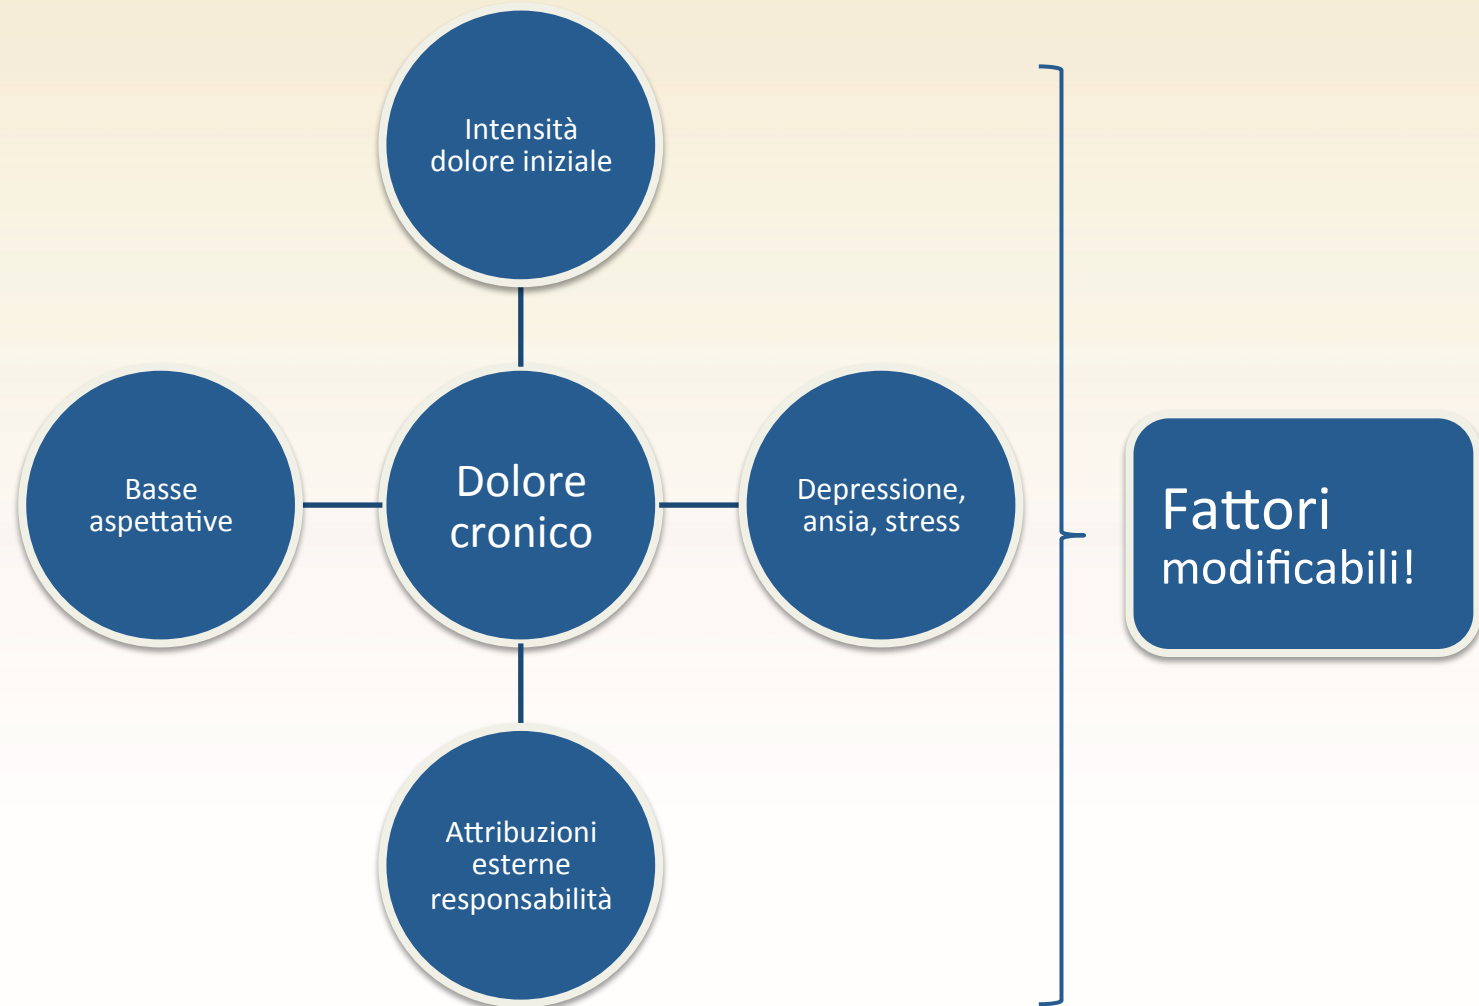 Intensità
dolore iniziale
Basse
aspettative
Dolore
cronico
Depressione,
ansia, stress
Attribuzioni
esterne
responsabilità
Fattori
modificabili!